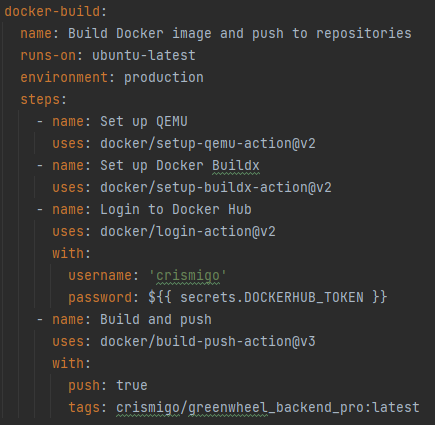 docker-build:
  name: Build Docker image and push to repositories
  runs-on: ubuntu-latest
  environment: production
  steps:
    - name: Set up QEMU
      uses: docker/setup-qemu-action@v2
    - name: Set up Docker Buildx
      uses: docker/setup-buildx-action@v2
    - name: Login to Docker Hub
      uses: docker/login-action@v2
      with:
        username: 'crismigo'
        password: ${{ secrets.DOCKERHUB_TOKEN }}
    - name: Build and push
      uses: docker/build-push-action@v3
      with:
        push: true
        tags: crismigo/greenwheel_backend_pro:latest